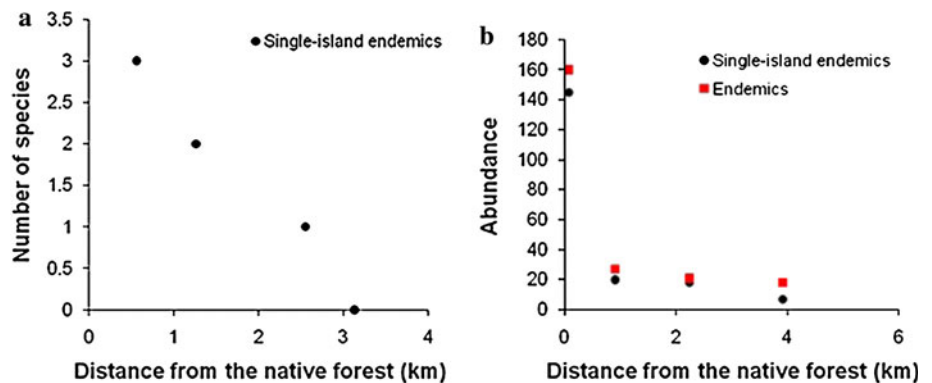 a
3.5
3
2.5
2
1.5
1
0.5
0
0 1 2 3 4
Number of species
Distance from the native forest (km)
Single-island endemics
b
180
160
140
120
100
80
60
40
20
0
0 2 4 6
Abundance
Distance from the native forest (km)
Single-island endemics
Endemics